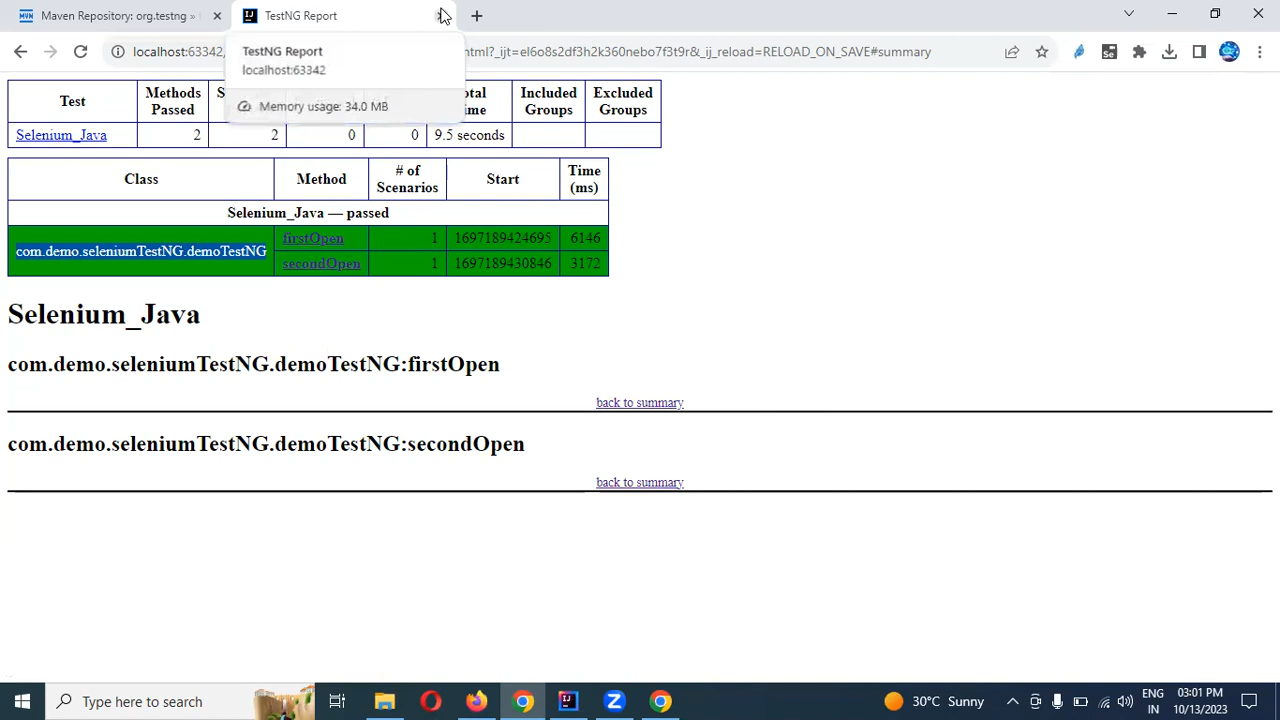 Maven Repository: org.testng »
TestNG Report
localhost:63342
html?_ijt=el6o8s2df3h2k360nebo7f3t9r&_ij_reload=RELOAD_ON_SAVE#summary
TestNG Report
localhost:63342
Memory usage: 34.0 MB
Test
Methods Passed
Included Groups
Excluded Groups
Selenium_Java 2 2 0 0 9.5 seconds
Class Method # of Scenarios Start Time (ms)
Selenium_Java — passed
com.demo.seleniumTestNG.demoTestNG
firstOpen 1 1697189424695 6146
secondOpen 1 1697189430846 3172
Selenium_Java
com.demo.seleniumTestNG.demoTestNG:firstOpen
back to summary
com.demo.seleniumTestNG.demoTestNG:secondOpen
back to summary
Type here to search
30°C Sunny
ENG
IN
03:01 PM
10/13/2023